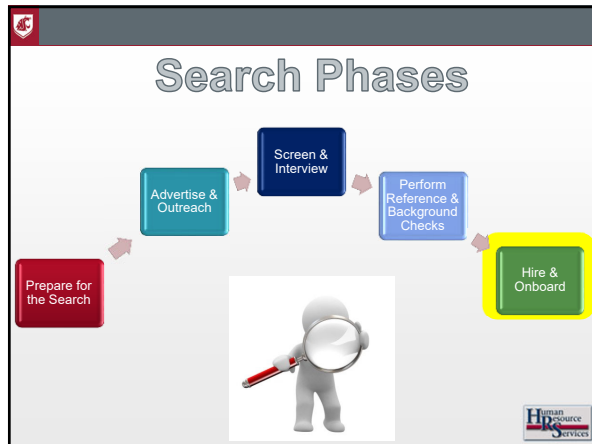 Search Phases
Prepare for
the Search
Advertise &
Outreach
Screen &
Interview
Perform
Reference &
Background
Checks
Hire &
Onboard
Human
Resource
Services